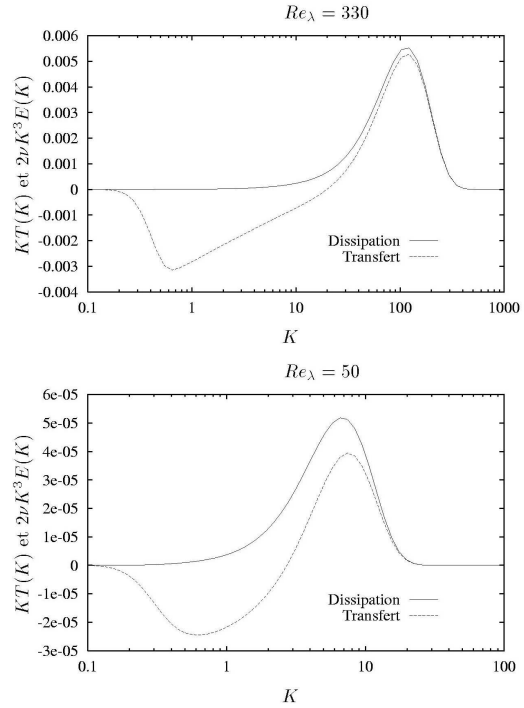 Re_λ = 330
KT(K) et 2νK³E(K)
0.006
0.005
0.004
0.003
0.002
0.001
0
-0.001
-0.002
-0.003
-0.004
Dissipation
Transfert
0.1 1 10 100 1000
K
Re_λ = 50
KT(K) et 2νK³E(K)
6e-05
5e-05
4e-05
3e-05
2e-05
1e-05
0
-1e-05
-2e-05
-3e-05
Dissipation
Transfert
0.1 1 10 100
K